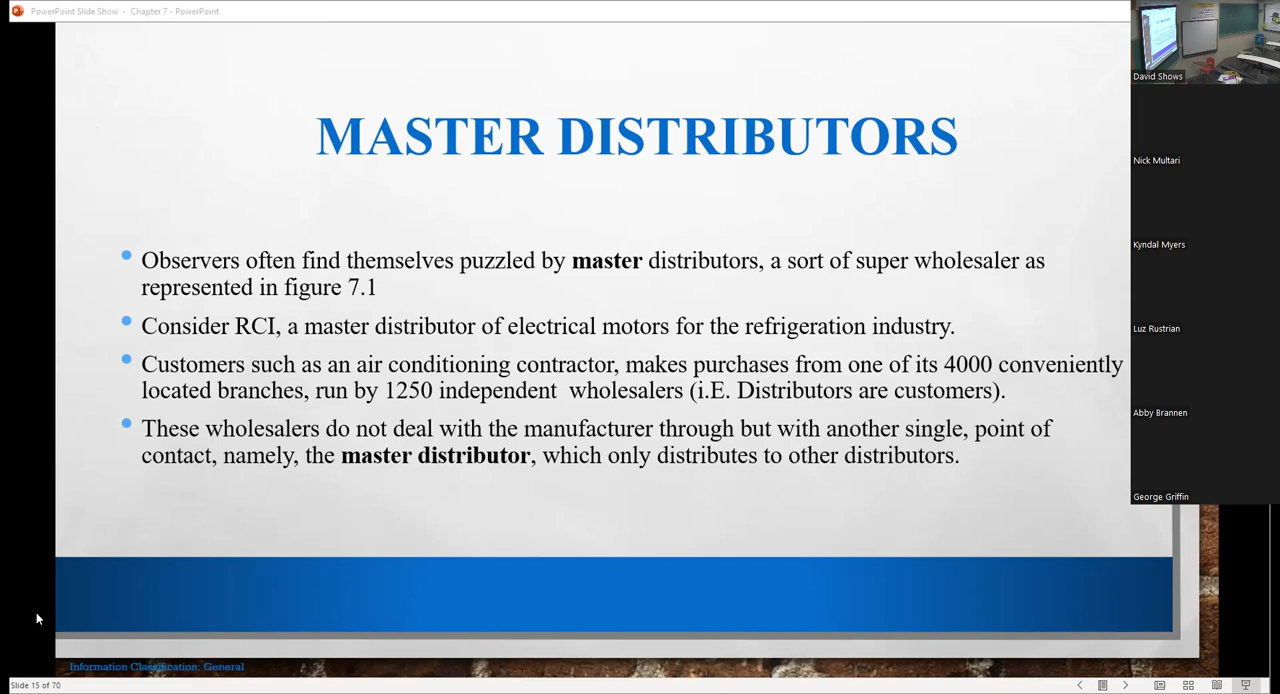 PowerPoint Slide Show - Chapter 7 - PowerPoint
MASTER DISTRIBUTORS
Observers often find themselves puzzled by master distributors, a sort of super wholesaler as
represented in figure 7.1
Consider RCI, a master distributor of electrical motors for the refrigeration industry.
Customers such as an air conditioning contractor, makes purchases from one of its 4000 conveniently
located branches, run by 1250 independent wholesalers (i.E. Distributors are customers).
These wholesalers do not deal with the manufacturer through but with another single, point of
contact, namely, the master distributor, which only distributes to other distributors.
Information Classification: General
Slide 15 of 70
David Shows
Nick Multari
Kyndal Myers
Luz Rustrian
Abby Brannen
George Griffin